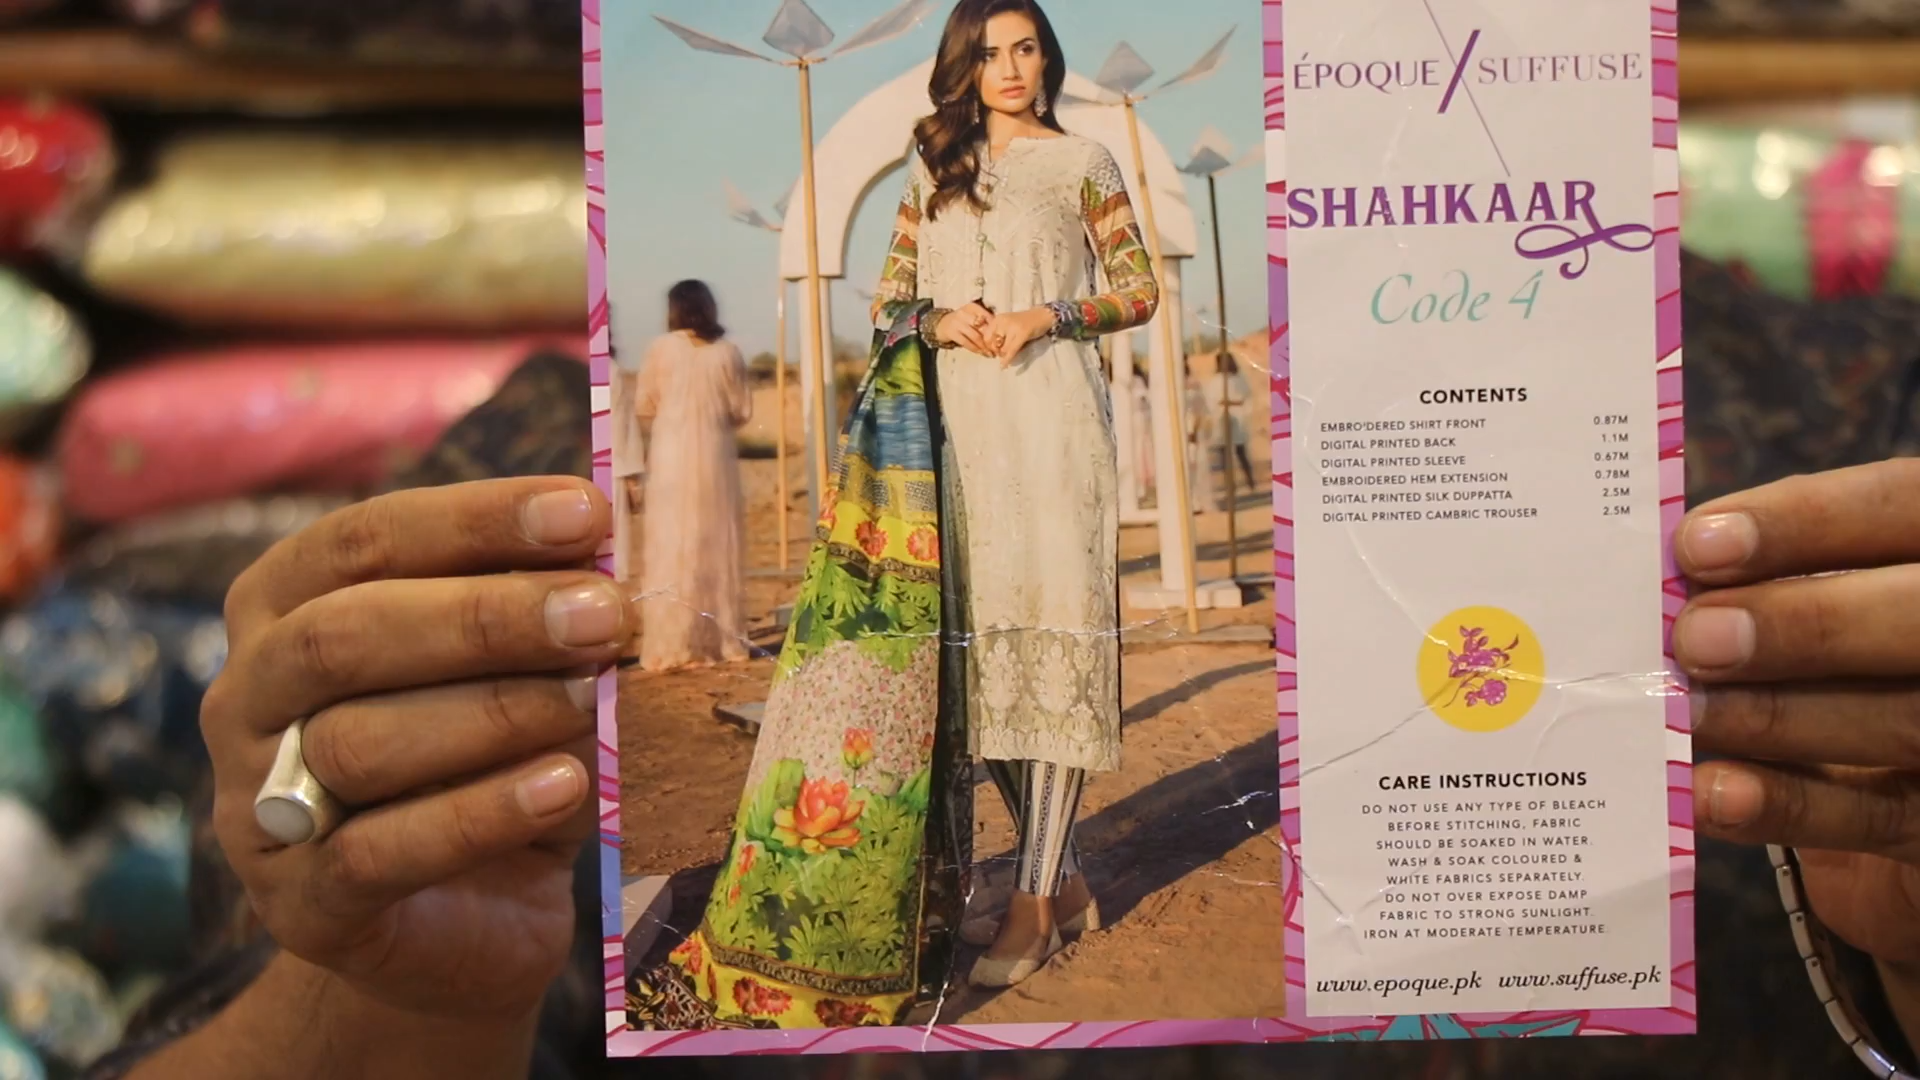 ÉPOQUE / SUFFUSE
SHAHKAAR
Code 4
CONTENTS
EMBROIDERED SHIRT FRONT 0.87M
DIGITAL PRINTED BACK 1.1M
DIGITAL PRINTED SLEEVE 0.67M
EMBROIDERED HEM EXTENSION 0.78M
DIGITAL PRINTED SILK DUPPATTA 2.5M
DIGITAL PRINTED CAMBRIC TROUSER 2.5M
CARE INSTRUCTIONS
DO NOT USE ANY TYPE OF BLEACH
BEFORE STITCHING, FABRIC
SHOULD BE SOAKED IN WATER.
WASH & SOAK COLOURED &
WHITE FABRICS SEPARATELY.
DO NOT OVER EXPOSE DAMP
FABRIC TO STRONG SUNLIGHT.
IRON AT MODERATE TEMPERATURE.
www.epoque.pk www.suffuse.pk